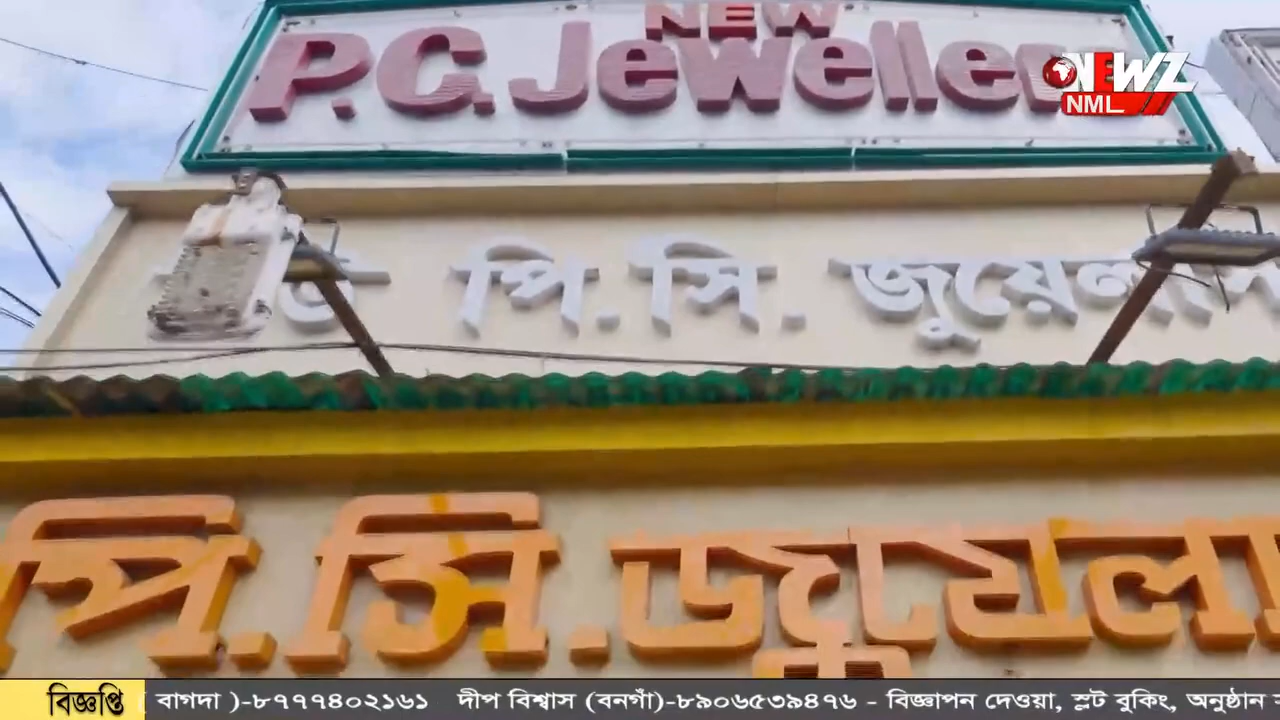 NEW
P.C. Jewellers
NEWZ
NML
উ পি.সি. জুয়েলার্স
পি.সি.জুয়েলা
বিজ্ঞপ্তি ( বাগদা )-৮৭৭৭৪০২১৬১ দীপ বিশ্বাস (বনগাঁ)-৮৯০৬৫৩৯৪৭৬ - বিজ্ঞাপন দেওয়া, স্লট বুকিং, অনুষ্ঠান